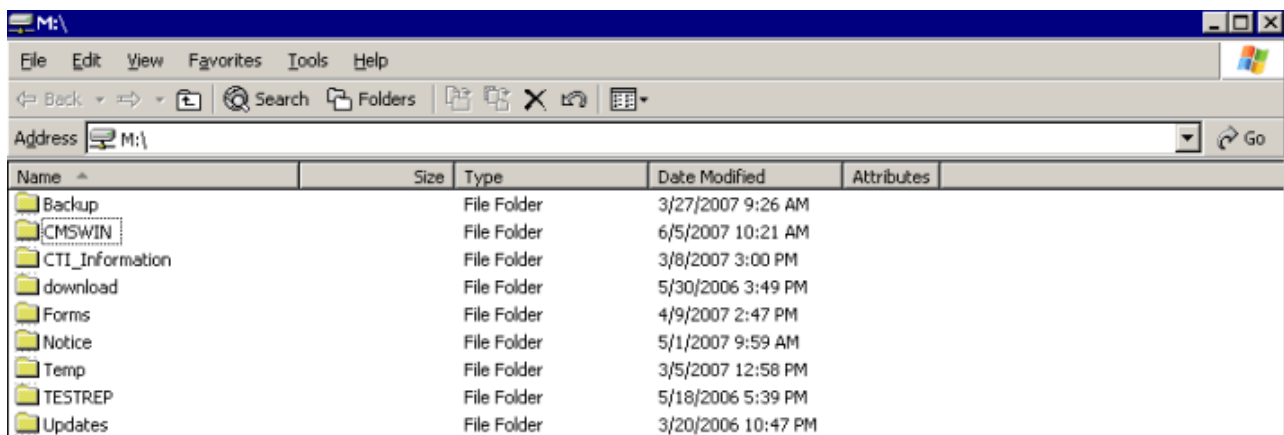 M:\
File Edit View Favorites Tools Help
Back Search Folders
Address M:\ Go
Name Size Type Date Modified Attributes
Backup File Folder 3/27/2007 9:26 AM
CMSWIN File Folder 6/5/2007 10:21 AM
CTI_Information File Folder 3/8/2007 3:00 PM
download File Folder 5/30/2006 3:49 PM
Forms File Folder 4/9/2007 2:47 PM
Notice File Folder 5/1/2007 9:59 AM
Temp File Folder 3/5/2007 12:58 PM
TESTREP File Folder 5/18/2006 5:39 PM
Updates File Folder 3/20/2006 10:47 PM